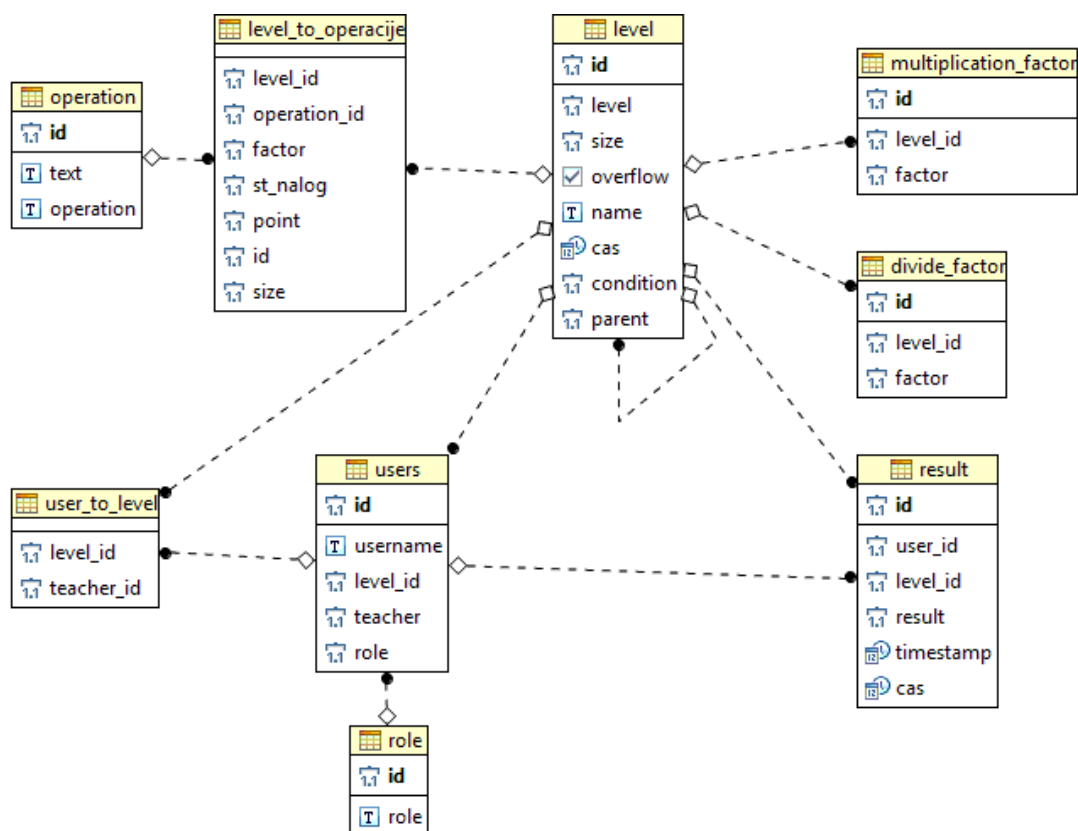 level_to_operacije
level_id
operation_id
factor
st_nalog
point
id
size
level
id
level
size
overflow
name
cas
condition
parent
multiplication_factor
id
level_id
factor
operation
id
text
operation
divide_factor
id
level_id
factor
users
id
username
level_id
teacher
role
result
id
user_id
level_id
result
timestamp
cas
user_to_level
level_id
teacher_id
role
id
role